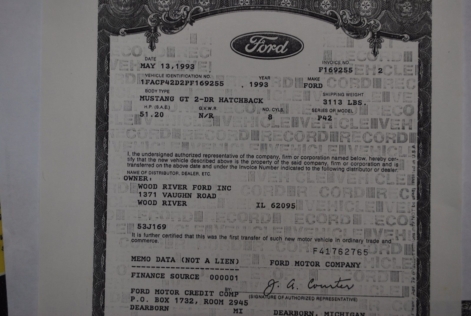 Ford
DATE
MAY 13,1993
INVOICE NO.
F169255 2
VEHICLE IDENTIFICATION NO.
YEAR
MAKE
1FACP42D2PF169255 , 1993 FORD
BODY TYPE
SHIPPING WEIGHT
MUSTANG GT 2-DR HATCHBACK 3113 LBS.
H.P. (S.A.E.)
G.V.W.R.
NO. CYLS.
SERIES OR MODEL
51.20 N/R 8 P42
I, the undersigned authorized representative of the company, firm or corporation named below, hereby cer-
tify that the new vehicle described above is the property of the said company, firm or corporation and is
transferred on the above date and under the Invoice Number indicated to the following distributor or dealer.
NAME OF DISTRIBUTOR, DEALER, ETC.
OWNER:
WOOD RIVER FORD INC
1371 VAUGHN ROAD
WOOD RIVER IL 62095
53J169
It is further certified that this was the first transfer of such new motor vehicle in ordinary trade and
commerce.
F41762765
MEMO DATA (NOT A LIEN) FORD MOTOR COMPANY
FINANCE SOURCE 000001
BY:
J. A. Courter
FORD MOTOR CREDIT COMP
(SIGNATURE OF AUTHORIZED REPRESENTATIVE)
P.O. BOX 1732, ROOM 2945
DEARBORN MI DEARBORN, MICHIGAN